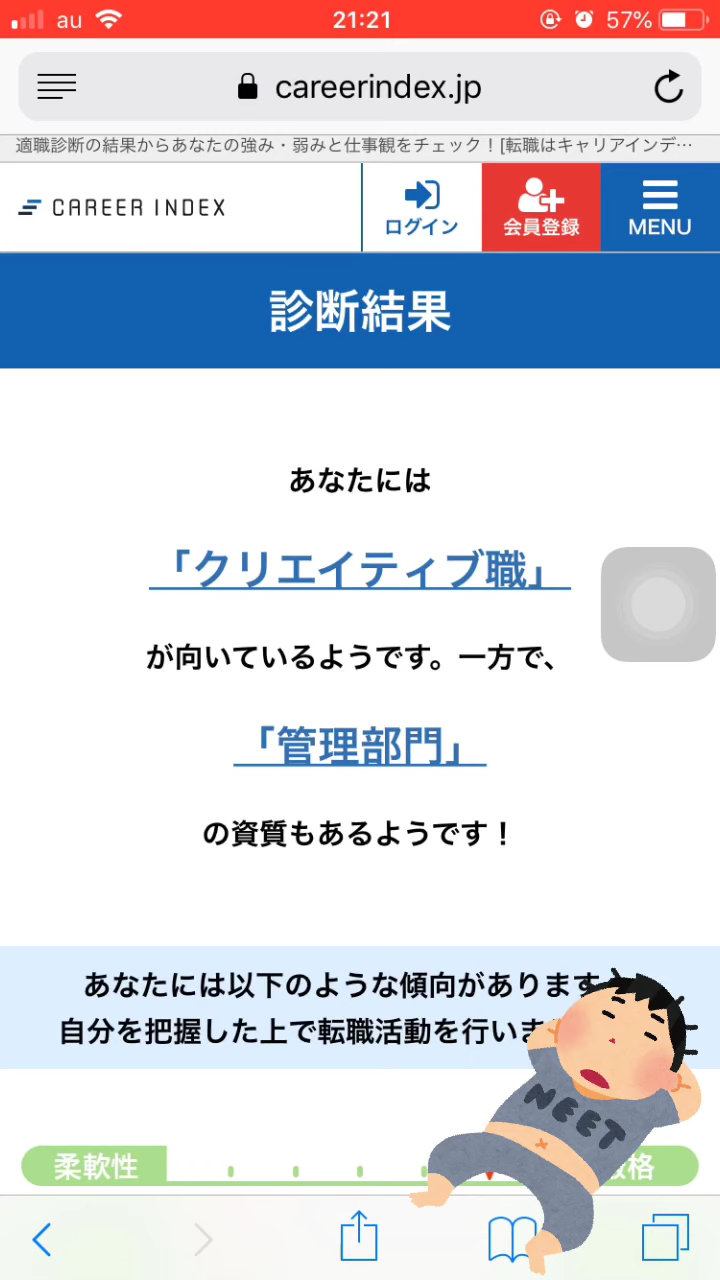 au 21:21 57%
careerindex.jp
適職診断の結果からあなたの強み・弱みと仕事観をチェック！[転職はキャリアインデ…
CAREER INDEX
ログイン
会員登録
MENU
診断結果
あなたには
「クリエイティブ職」
が向いているようです。一方で、
「管理部門」
の資質もあるようです！
あなたには以下のような傾向があります
自分を把握した上で転職活動を行いま
NEET
柔軟性
格